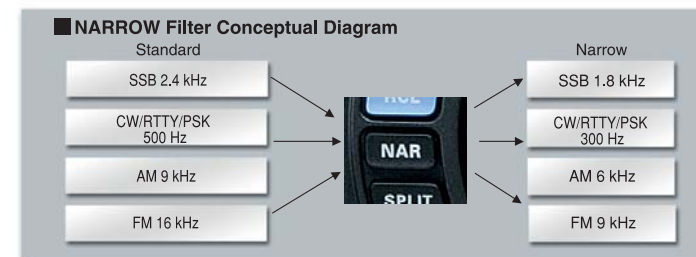 NARROW Filter Conceptual Diagram
Standard
Narrow
SSB 2.4 kHz
CW/RTTY/PSK
500 Hz
AM 9 kHz
FM 16 kHz
NAR
SPLIT
SSB 1.8 kHz
CW/RTTY/PSK
300 Hz
AM 6 kHz
FM 9 kHz